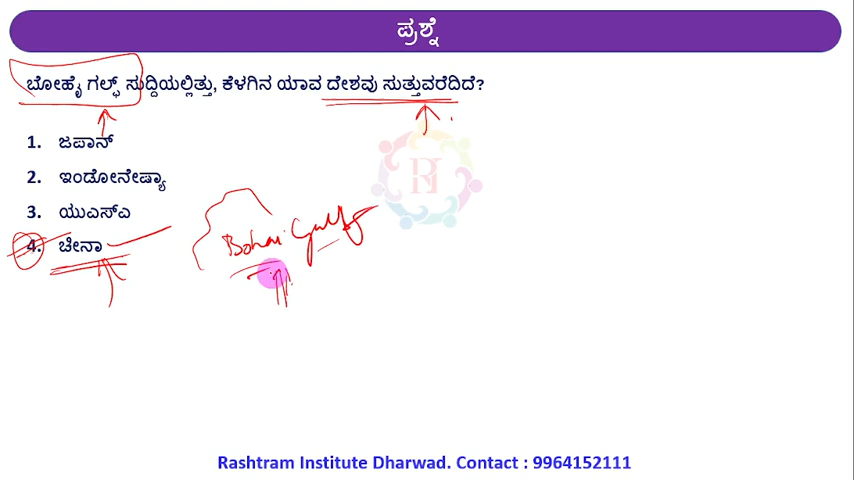 ಪ್ರಶ್ನೆ
ಬೋಹೈ ಗಲ್ಫ್ ಸುದ್ದಿಯಲ್ಲಿತ್ತು, ಕೆಳಗಿನ ಯಾವ ದೇಶವು ಸುತ್ತುವರೆದಿದೆ?
1. ಜಪಾನ್
2. ಇಂಡೋನೇಷ್ಯಾ
3. ಯುಎಸ್ಎ
4. ಚೀನಾ
Bohai Gulf
Rashtram Institute Dharwad. Contact : 9964152111